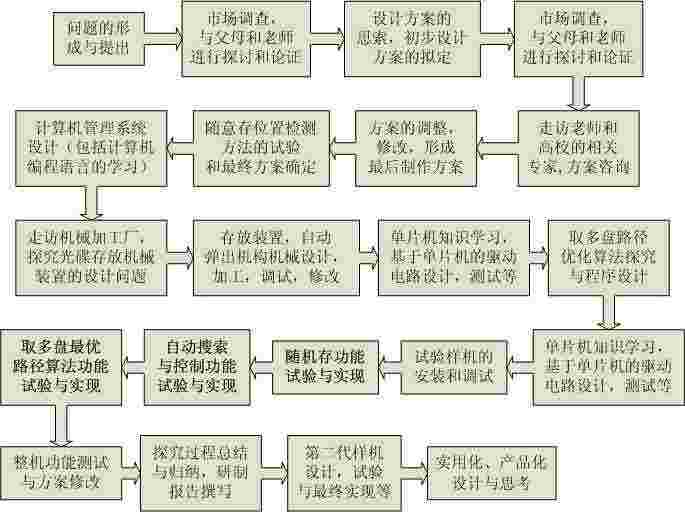 问题的形
成与提出
市场调查,
与父母和老师
进行探讨和论证
设计方案的
思索，初步设计
方案的拟定
市场调查,
与父母和老师
进行探讨和论证
走访老师和
高校的相关
专家,方案咨询
方案的调整，
修改，形成
最后制作方案
随意存位置检测
方法的试验
和最终方案确定
计算机管理系统
设计（包括计算机
编程语言的学习）
走访机械加工厂，
探究光碟存放机械
装置的设计问题
存放装置，自动
弹出机构机械设计，
加工，调试，修改
单片机知识学习，
基于单片机的驱动
电路设计，测试等
取多盘路径
优化算法探究
与程序设计
单片机知识学习，
基于单片机的驱动
电路设计，测试等
试验样机的
安装和调试
随机存功能
试验与实现
自动搜索
与控制功能
试验与实现
取多盘最优
路径算法功能
试验与实现
整机功能测试
与方案修改
探究过程总结
与归纳，研制
报告撰写
第二代样机
设计，试验
与最终实现等
实用化、产品化
设计与思考